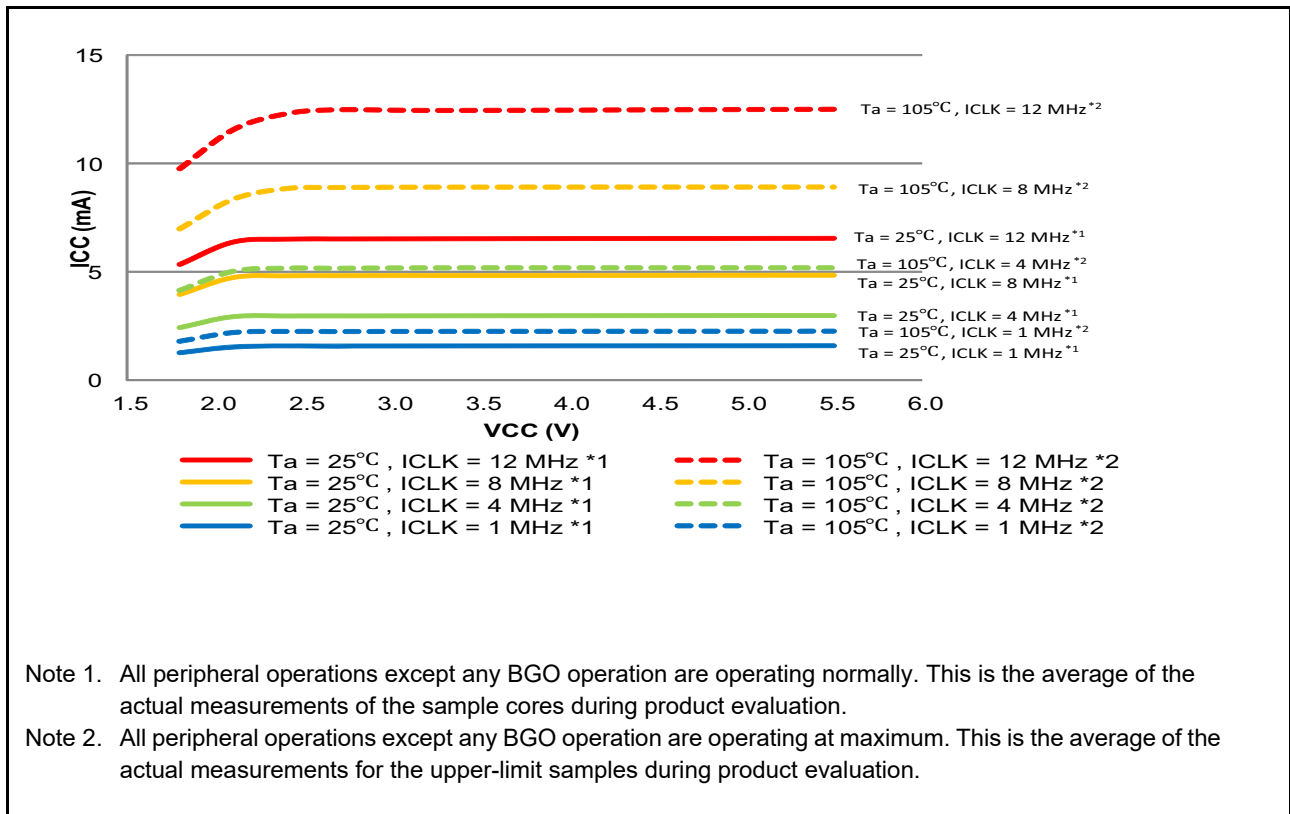 15
10
5
0
ICC (mA)
Ta = 105℃ , ICLK = 12 MHz *2
Ta = 105℃, ICLK = 8 MHz *2
Ta = 25℃, ICLK = 12 MHz *1
Ta = 105℃, ICLK = 4 MHz *2
Ta = 25℃, ICLK = 8 MHz *1
Ta = 25℃, ICLK = 4 MHz *1
Ta = 105℃, ICLK = 1 MHz *2
Ta = 25℃, ICLK = 1 MHz *1
1.5 2.0 2.5 3.0 3.5 4.0 4.5 5.0 5.5 6.0
VCC (V)
Ta = 25℃ , ICLK = 12 MHz *1 Ta = 105℃ , ICLK = 12 MHz *2
Ta = 25℃ , ICLK = 8 MHz *1 Ta = 105℃ , ICLK = 8 MHz *2
Ta = 25℃ , ICLK = 4 MHz *1 Ta = 105℃ , ICLK = 4 MHz *2
Ta = 25℃ , ICLK = 1 MHz *1 Ta = 105℃ , ICLK = 1 MHz *2
Note 1. All peripheral operations except any BGO operation are operating normally. This is the average of the
actual measurements of the sample cores during product evaluation.
Note 2. All peripheral operations except any BGO operation are operating at maximum. This is the average of the
actual measurements for the upper-limit samples during product evaluation.